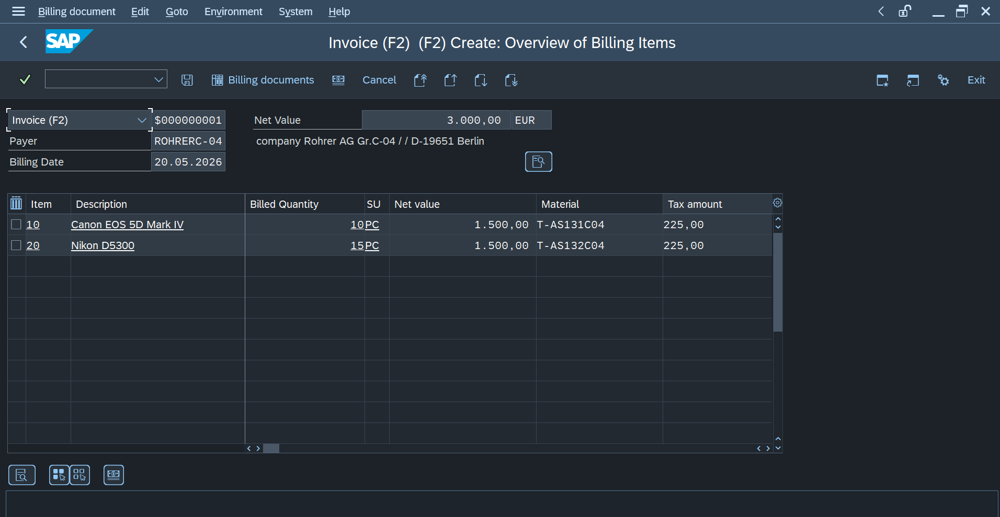 Billing document Edit Goto Environment System Help
SAP Invoice (F2) (F2) Create: Overview of Billing Items
Billing documents Cancel Exit
Invoice (F2) $000000001 Net Value 3.000,00 EUR
Payer ROHRERC-04 company Rohrer AG Gr.C-04 / / D-19651 Berlin
Billing Date 20.05.2026
Item Description Billed Quantity SU Net value Material Tax amount
10 Canon EOS 5D Mark IV 10 PC 1.500,00 T-AS131C04 225,00
20 Nikon D5300 15 PC 1.500,00 T-AS132C04 225,00